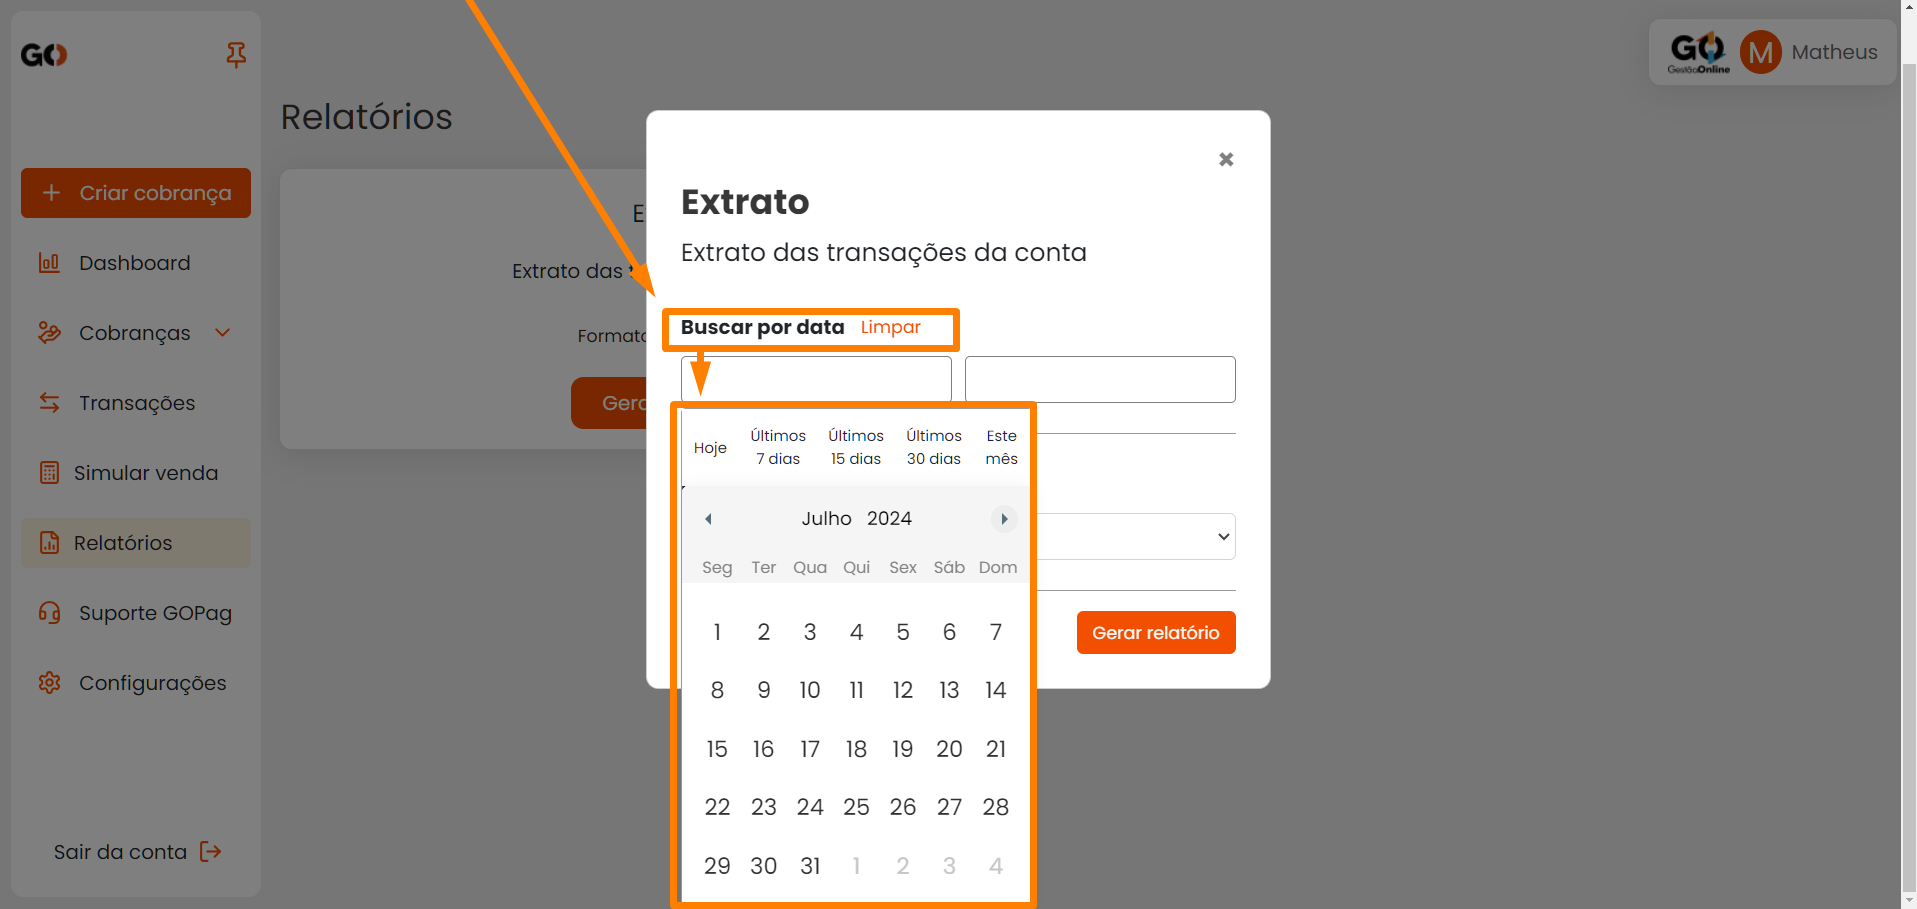 GO
GO
GestãoOnline
M
Matheus
Relatórios
Criar cobrança
Dashboard
Cobranças
Transações
Simular venda
Relatórios
Suporte GOPag
Configurações
Sair da conta
Extrato das
Extrato
Extrato das transações da conta
Buscar por data Limpar
Hoje
Últimos 7 dias
Últimos 15 dias
Últimos 30 dias
Este mês
Julho 2024
Seg Ter Qua Qui Sex Sáb Dom
1 2 3 4 5 6 7
8 9 10 11 12 13 14
15 16 17 18 19 20 21
22 23 24 25 26 27 28
29 30 31 1 2 3 4
Gerar relatório